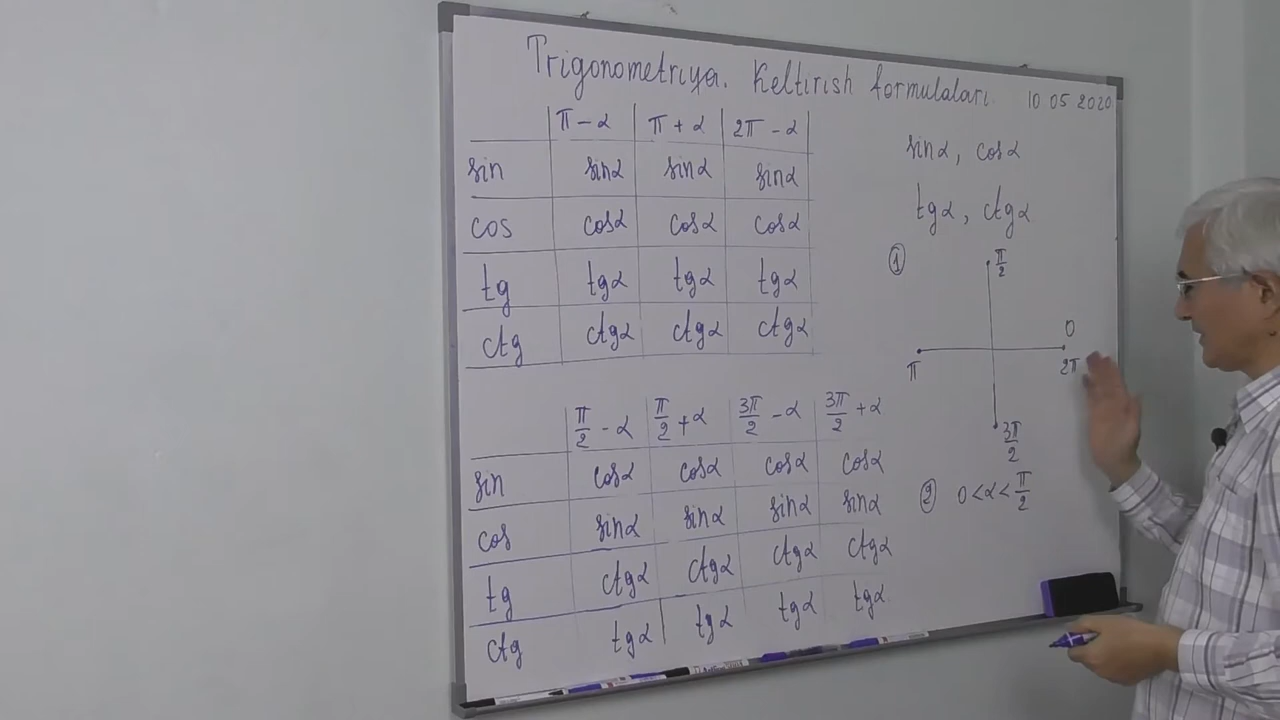 Trigonometriya. Keltirish formulalari. 10 05 2020
π - α π + α 2π - α
sin sinα sinα sinα
cos cosα cosα cosα
tg tgα tgα tgα
ctg ctgα ctgα ctgα
π/2 - α π/2 + α 3π/2 - α 3π/2 + α
sin cosα cosα cosα cosα
cos sinα sinα sinα sinα
tg ctgα ctgα ctgα ctgα
ctg tgα tgα tgα tgα
sinα, cosα
tgα, ctgα
① π/2
0
π 2π
3π/2
② 0 < α < π/2